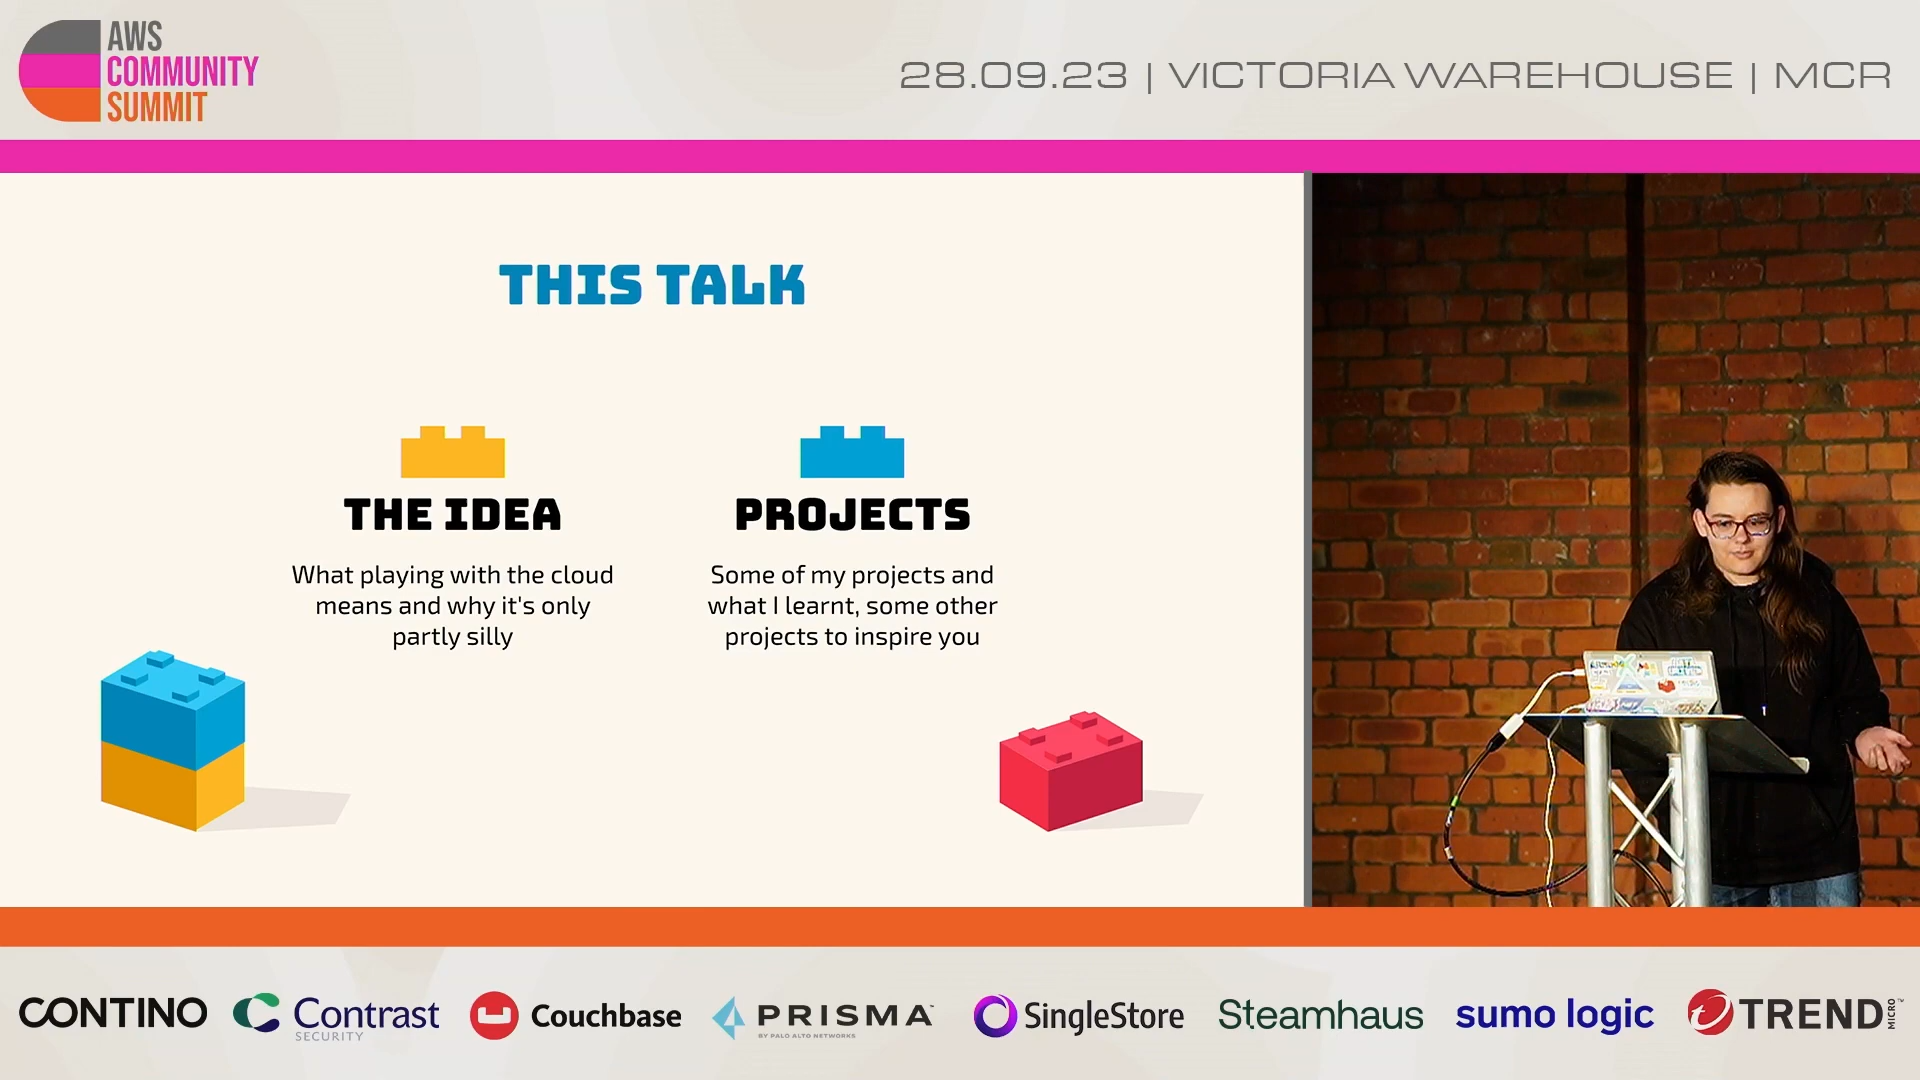 AWS
COMMUNITY
SUMMIT
28.09.23 | VICTORIA WAREHOUSE | MCR
THIS TALK
THE IDEA
What playing with the cloud
means and why it's only
partly silly
PROJECTS
Some of my projects and
what I learnt, some other
projects to inspire you
CONTINO
Contrast
SECURITY
Couchbase
PRISMA™
BY PALO ALTO NETWORKS
SingleStore
Steamhaus
sumo logic
TREND
MICRO™